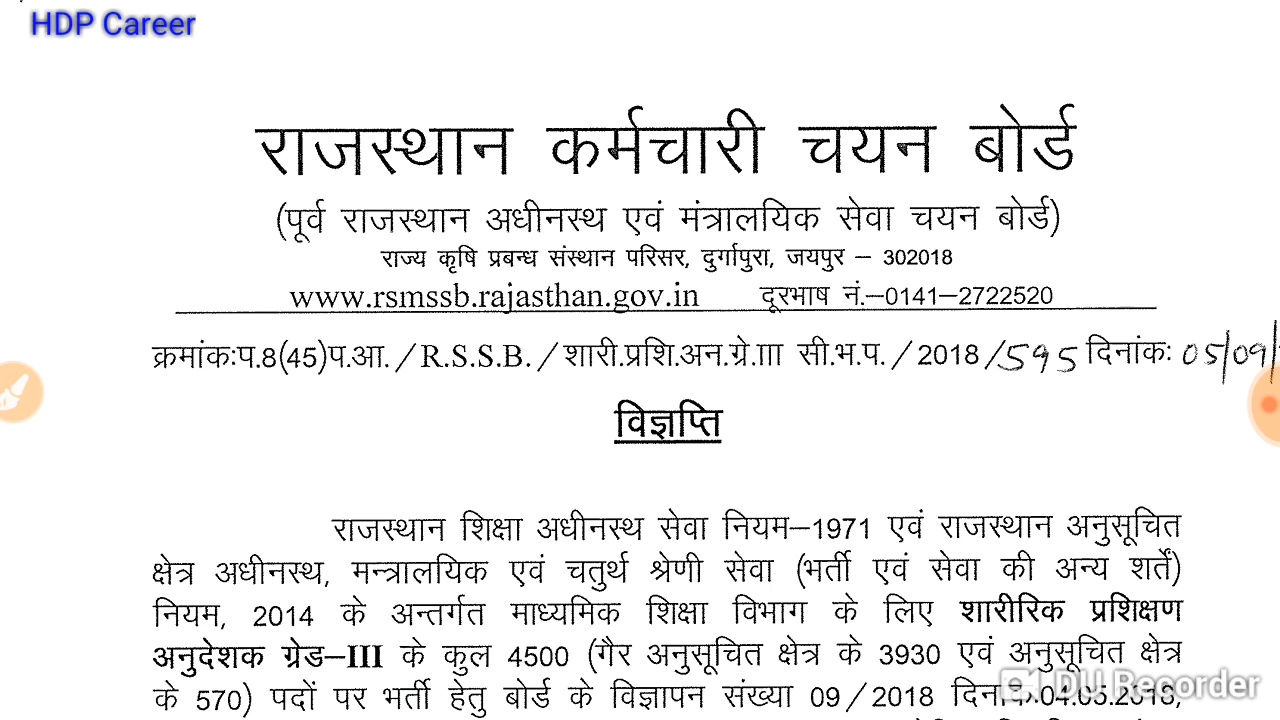 HDP Career
राजस्थान कर्मचारी चयन बोर्ड
(पूर्व राजस्थान अधीनस्थ एवं मंत्रालयिक सेवा चयन बोर्ड)
राज्य कृषि प्रबन्ध संस्थान परिसर, दुर्गापुरा, जयपुर – 302018
www.rsmssb.rajasthan.gov.in दूरभाष नं.–0141–2722520
क्रमांकःप.8(45)प.आ. / R.S.S.B. / शारी.प्रशि.अन.ग्रे.III सी.भ.प. / 2018 / 595 दिनांकः 05/09/
विज्ञप्ति
राजस्थान शिक्षा अधीनस्थ सेवा नियम–1971 एवं राजस्थान अनुसूचित
क्षेत्र अधीनस्थ, मन्त्रालयिक एवं चतुर्थ श्रेणी सेवा (भर्ती एवं सेवा की अन्य शर्ते)
नियम, 2014 के अन्तर्गत माध्यमिक शिक्षा विभाग के लिए शारीरिक प्रशिक्षण
अनुदेशक ग्रेड–III के कुल 4500 (गैर अनुसूचित क्षेत्र के 3930 एवं अनुसूचित क्षेत्र
के 570) पदों पर भर्ती हेतु बोर्ड के विज्ञापन संख्या 09 / 2018 दिनांक 04.05.2018,
DU Recorder